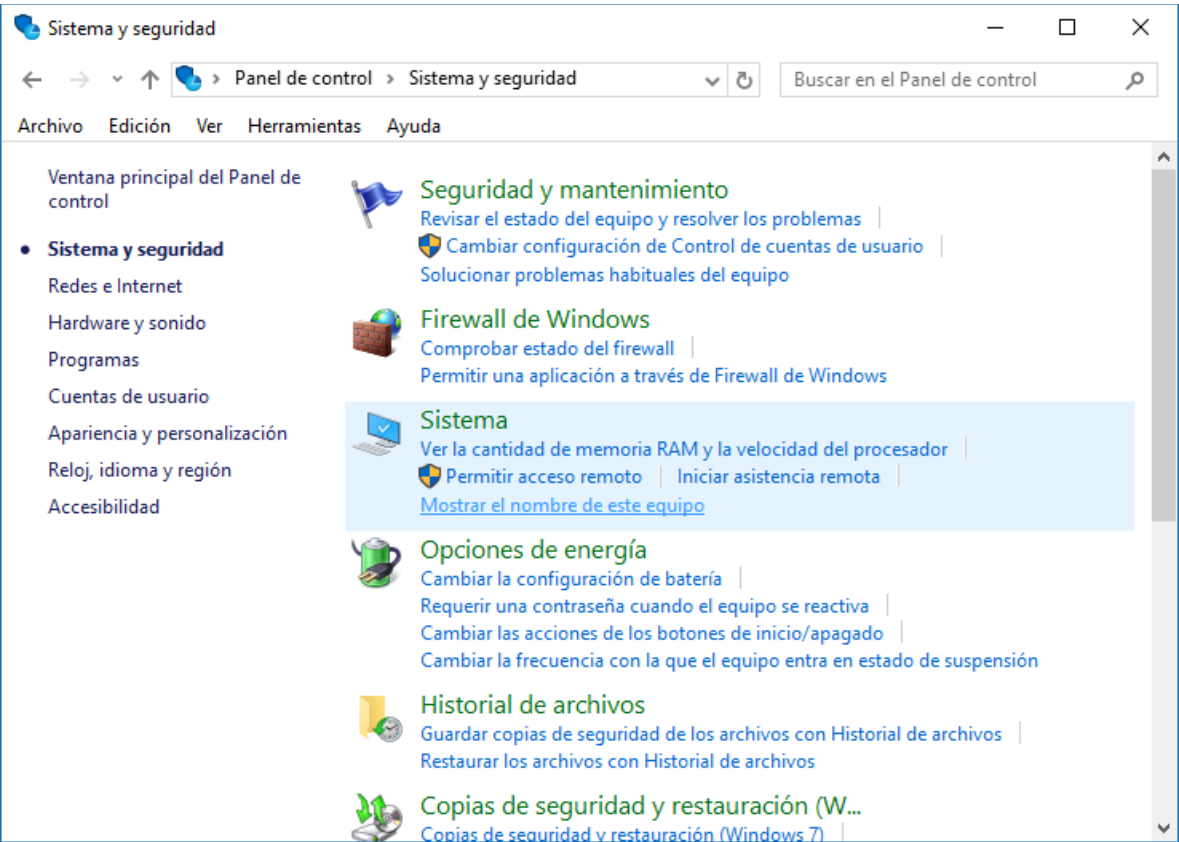 Sistema y seguridad
Panel de control > Sistema y seguridad
Buscar en el Panel de control
Archivo Edición Ver Herramientas Ayuda
Ventana principal del Panel de
control
Sistema y seguridad
Redes e Internet
Hardware y sonido
Programas
Cuentas de usuario
Apariencia y personalización
Reloj, idioma y región
Accesibilidad
Seguridad y mantenimiento
Revisar el estado del equipo y resolver los problemas
Cambiar configuración de Control de cuentas de usuario
Solucionar problemas habituales del equipo
Firewall de Windows
Comprobar estado del firewall
Permitir una aplicación a través de Firewall de Windows
Sistema
Ver la cantidad de memoria RAM y la velocidad del procesador
Permitir acceso remoto Iniciar asistencia remota
Mostrar el nombre de este equipo
Opciones de energía
Cambiar la configuración de batería
Requerir una contraseña cuando el equipo se reactiva
Cambiar las acciones de los botones de inicio/apagado
Cambiar la frecuencia con la que el equipo entra en estado de suspensión
Historial de archivos
Guardar copias de seguridad de los archivos con Historial de archivos
Restaurar los archivos con Historial de archivos
Copias de seguridad y restauración (W...
Copias de seguridad y restauración (Windows 7)